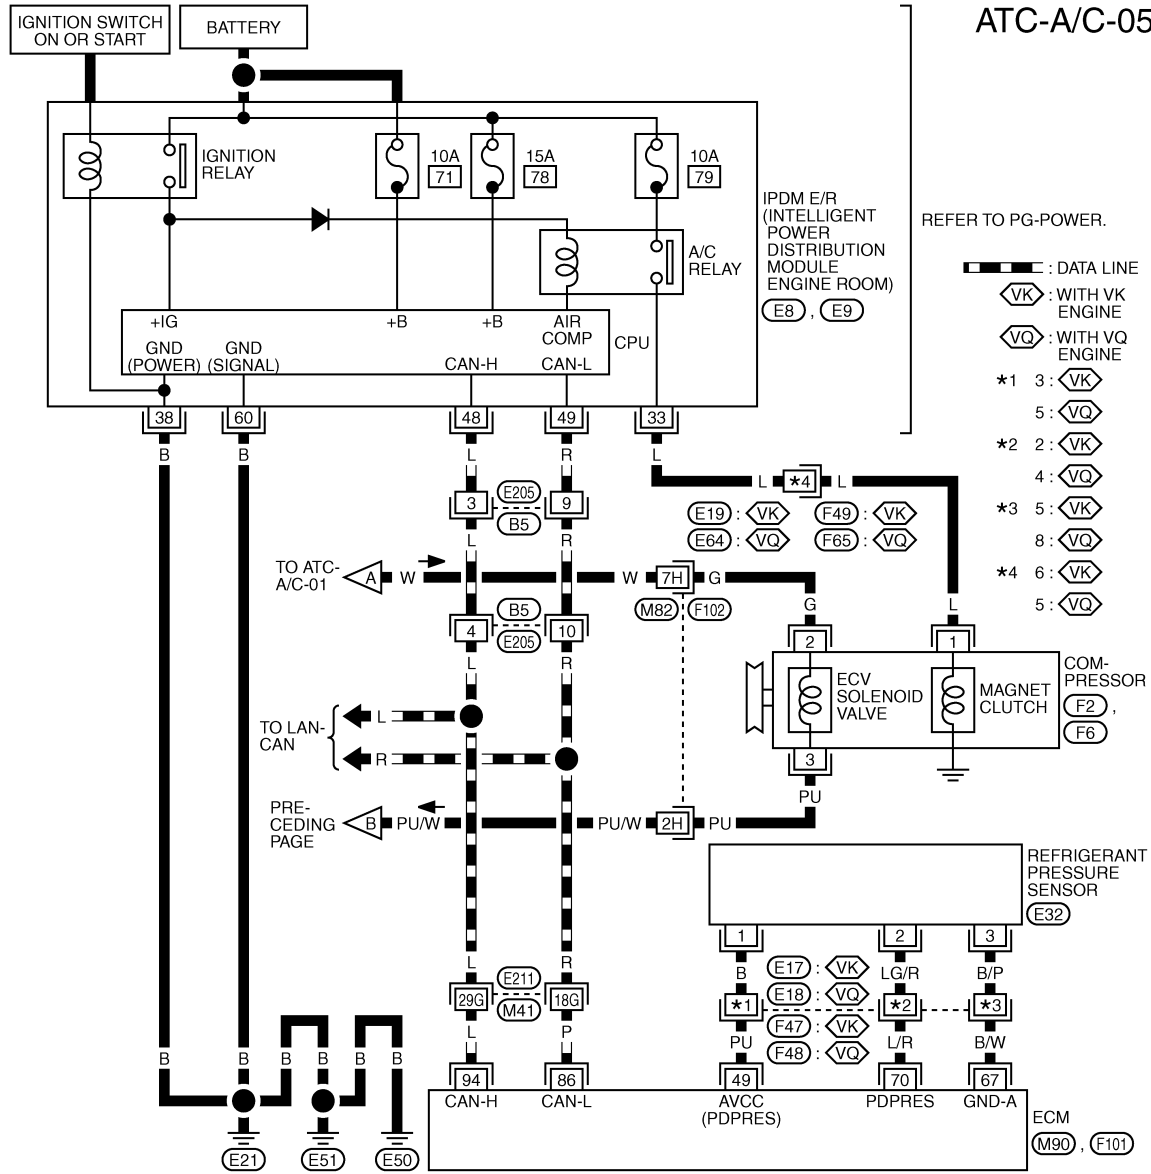 ATC-A/C-05
IGNITION SWITCH
ON OR START
BATTERY
IGNITION
RELAY
10A
71
15A
78
10A
79
A/C
RELAY
IPDM E/R
(INTELLIGENT
POWER
DISTRIBUTION
MODULE
ENGINE ROOM)
E8 , E9
REFER TO PG-POWER.
: DATA LINE
VK : WITH VK
ENGINE
VQ : WITH VQ
ENGINE
*1 3 : VK
5 : VQ
*2 2 : VK
4 : VQ
*3 5 : VK
8 : VQ
*4 6 : VK
5 : VQ
+IG +B +B AIR
COMP
GND
(POWER)
GND
(SIGNAL)
CAN-H CAN-L
CPU
38 60 48 49 33
B B L R L
L *4 L
3 E205 9
B5
E19 : VK F49 : VK
E64 : VQ F65 : VQ
L R
TO ATC-
A/C-01
A W W 7H G
M82 F102
G L
4 B5 10
E205
2 1
L R
ECV
SOLENOID
VALVE
MAGNET
CLUTCH
COM-
PRESSOR
F2 ,
F6
3
PU
TO LAN-
CAN
L
R
PRE-
CEDING
PAGE
B PU/W PU/W 2H PU
REFRIGERANT
PRESSURE
SENSOR
E32
1 2 3
B LG/R B/P
E17 : VK
E18 : VQ
*1 *2 *3
F47 : VK
F48 : VQ
PU L/R B/W
L R
29G E211 18G
M41
L P
B B B B B B
94 86 49 70 67
CAN-H CAN-L AVCC
(PDPRES)
PDPRES GND-A
ECM
M90 , F101
E21 E51 E50